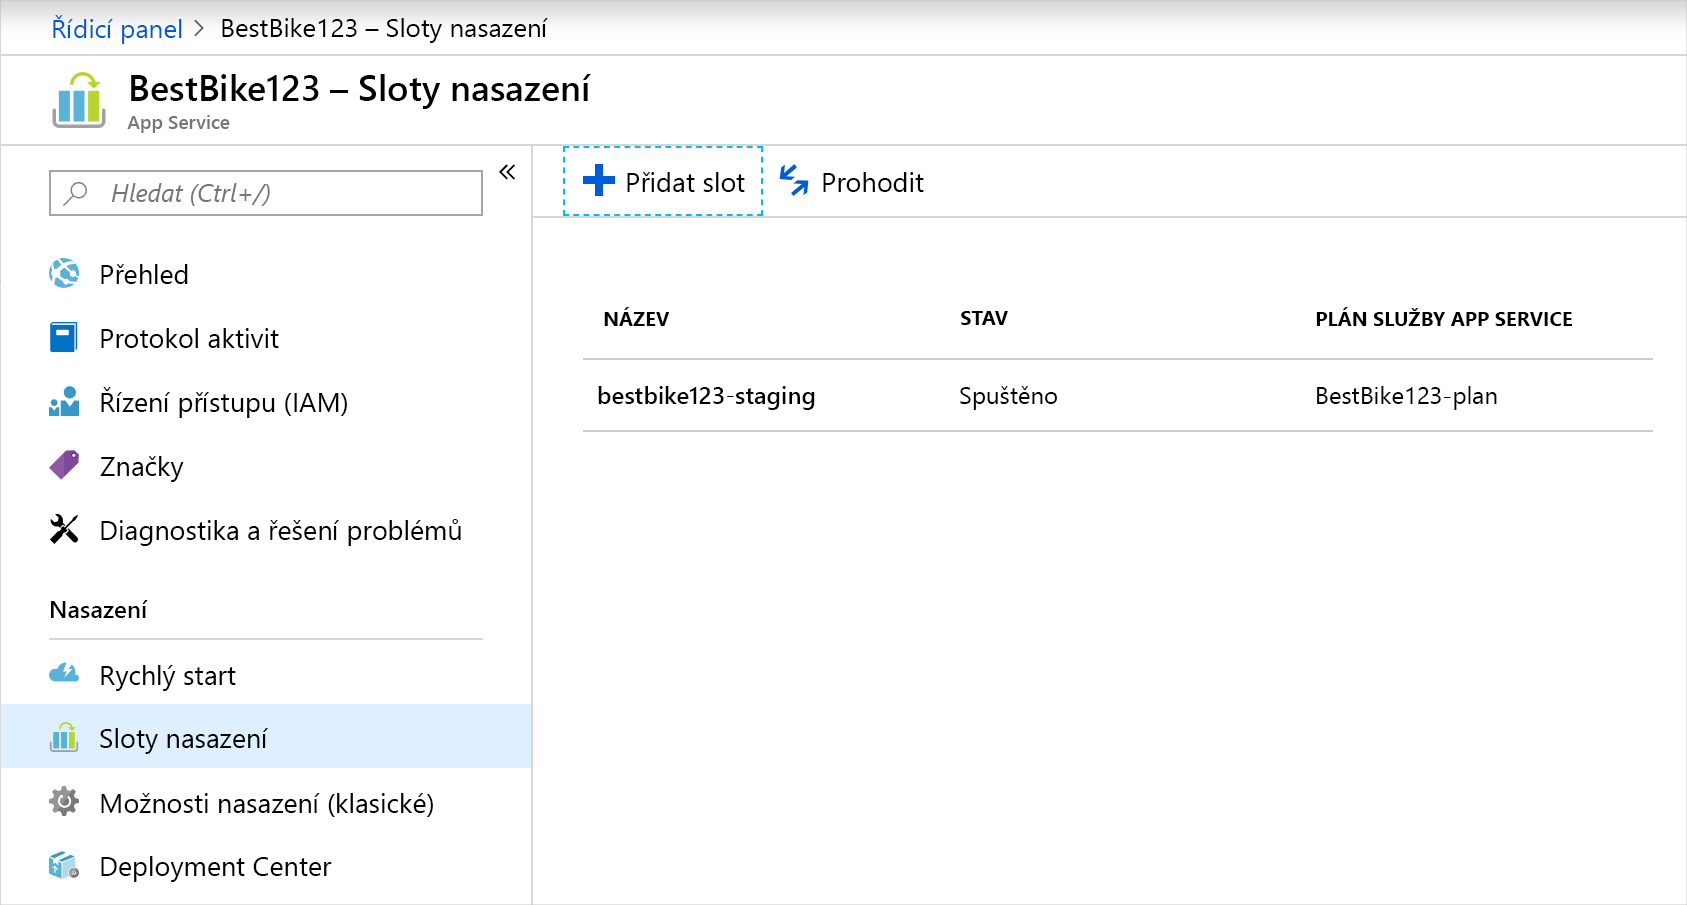 Řídicí panel > BestBike123 – Sloty nasazení
BestBike123 – Sloty nasazení
App Service
Hledat (Ctrl+/)
«
Přehled
Protokol aktivit
Řízení přístupu (IAM)
Značky
Diagnostika a řešení problémů
Nasazení
Rychlý start
Sloty nasazení
Možnosti nasazení (klasické)
Deployment Center
Přidat slot Prohodit
NÁZEV STAV PLÁN SLUŽBY APP SERVICE
bestbike123-staging Spuštěno BestBike123-plan